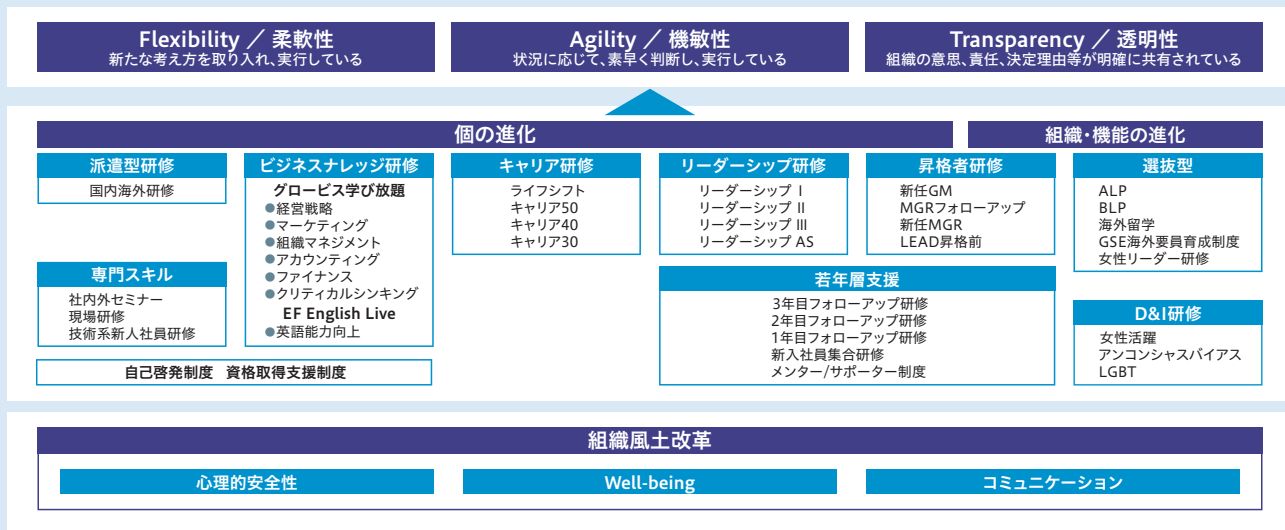 Flexibility ／ 柔軟性
新たな考え方を取り入れ、実行している
Agility ／ 機敏性
状況に応じて、素早く判断し、実行している
Transparency ／ 透明性
組織の意思、責任、決定理由等が明確に共有されている
個の進化
組織・機能の進化
派遣型研修
国内海外研修
専門スキル
社内外セミナー
現場研修
技術系新人社員研修
ビジネスナレッジ研修
グロービス学び放題
●経営戦略
●マーケティング
●組織マネジメント
●アカウンティング
●ファイナンス
●クリティカルシンキング
EF English Live
●英語能力向上
自己啓発制度 資格取得支援制度
キャリア研修
ライフシフト
キャリア50
キャリア40
キャリア30
リーダーシップ研修
リーダーシップ Ⅰ
リーダーシップ Ⅱ
リーダーシップ Ⅲ
リーダーシップ AS
昇格者研修
新任GM
MGRフォローアップ
新任MGR
LEAD昇格前
若年層支援
3年目フォローアップ研修
2年目フォローアップ研修
1年目フォローアップ研修
新入社員集合研修
メンター/サポーター制度
選抜型
ALP
BLP
海外留学
GSE海外要員育成制度
女性リーダー研修
D&I研修
女性活躍
アンコンシャスバイアス
LGBT
組織風土改革
心理的安全性
Well-being
コミュニケーション